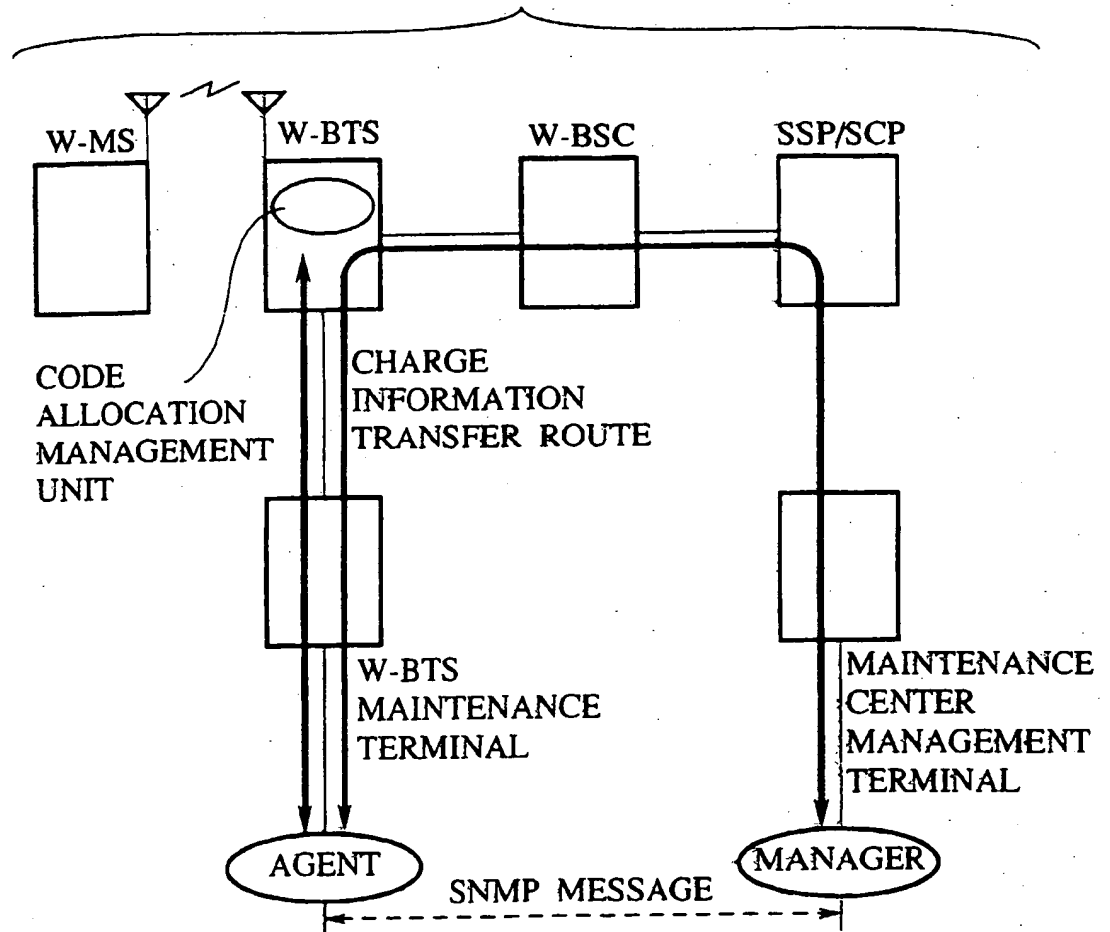 W-MS
W-BTS
W-BSC
SSP/SCP
CODE
ALLOCATION
MANAGEMENT
UNIT
CHARGE
INFORMATION
TRANSFER ROUTE
W-BTS
MAINTENANCE
TERMINAL
MAINTENANCE
CENTER
MANAGEMENT
TERMINAL
AGENT
MANAGER
SNMP MESSAGE